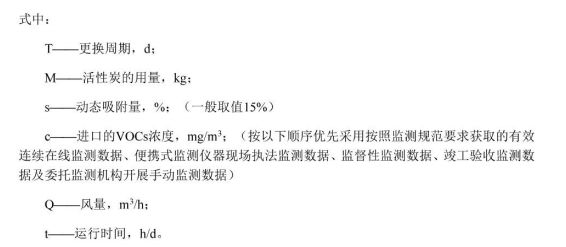 式中：
T——更换周期，d；
M——活性炭的用量，kg；
s——动态吸附量，%；（一般取值15%）
c——进口的VOCs浓度，mg/m³；（按以下顺序优先采用按照监测规范要求获取的有效
连续在线监测数据、便携式监测仪器现场执法监测数据、监督性监测数据、竣工验收监测数
据及委托监测机构开展手动监测数据）
Q——风量，m³/h；
t——运行时间，h/d。